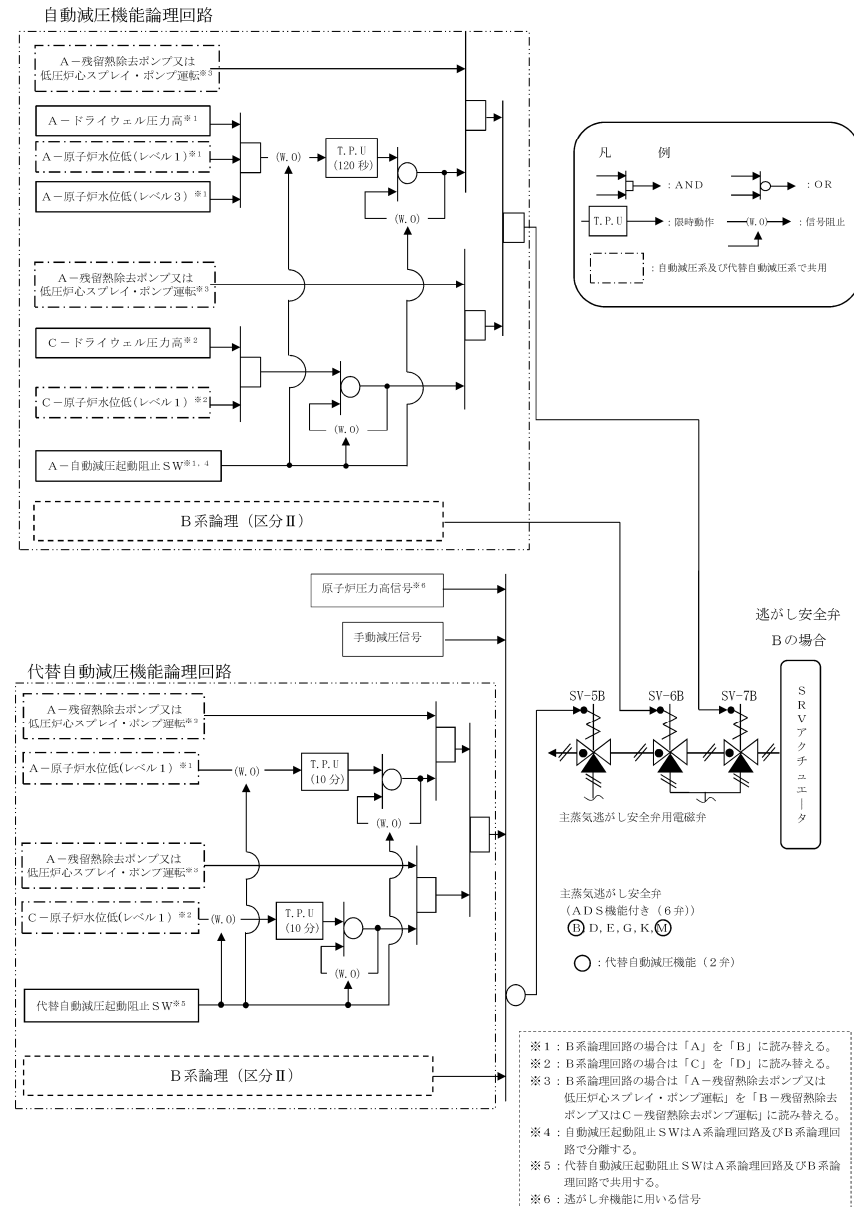 自動減圧機能論理回路
A－残留熱除去ポンプ又は
低圧炉心スプレイ・ポンプ運転※3
A－ドライウェル圧力高※1
A－原子炉水位低(レベル1)※1
A－原子炉水位低(レベル3)※1
(W.O)
T.P.U
(120秒)
(W.O)
A－残留熱除去ポンプ又は
低圧炉心スプレイ・ポンプ運転※3
C－ドライウェル圧力高※2
C－原子炉水位低(レベル1)※2
(W.O)
A－自動減圧起動阻止SW※1,4
B系論理(区分Ⅱ)
凡 例
:AND
:OR
T.P.U
:限時動作
(W.O)
:信号阻止
:自動減圧系及び代替自動減圧系で共用
原子炉圧力高信号※6
手動減圧信号
代替自動減圧機能論理回路
A－残留熱除去ポンプ又は
低圧炉心スプレイ・ポンプ運転※3
A－原子炉水位低(レベル1)※1
(W.O)
T.P.U
(10分)
(W.O)
A－残留熱除去ポンプ又は
低圧炉心スプレイ・ポンプ運転※3
C－原子炉水位低(レベル1)※2
(W.O)
T.P.U
(10分)
(W.O)
代替自動減圧起動阻止SW※5
B系論理(区分Ⅱ)
逃がし安全弁
Bの場合
SV-5B
SV-6B
SV-7B
SRVアクチュエータ
主蒸気逃がし安全弁用電磁弁
主蒸気逃がし安全弁
(ADS機能付き(6弁))
B D, E, G, K, M
:代替自動減圧機能(2弁)
※1:B系論理回路の場合は「A」を「B」に読み替える。
※2:B系論理回路の場合は「C」を「D」に読み替える。
※3:B系論理回路の場合は「A－残留熱除去ポンプ又は
低圧炉心スプレイ・ポンプ運転」を「B－残留熱除去
ポンプ又はC－残留熱除去ポンプ運転」に読み替える。
※4:自動減圧起動阻止SWはA系論理回路及びB系論理回
路で分離する。
※5:代替自動減圧起動阻止SWはA系論理回路及びB系論
理回路で共用する。
※6:逃がし弁機能に用いる信号